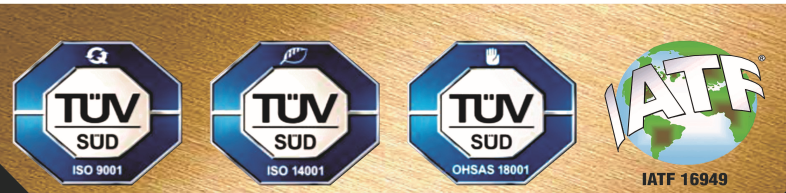 TÜV
SÜD
ISO 9001
TÜV
SÜD
ISO 14001
TÜV
SÜD
OHSAS 18001
IATF®
IATF 16949